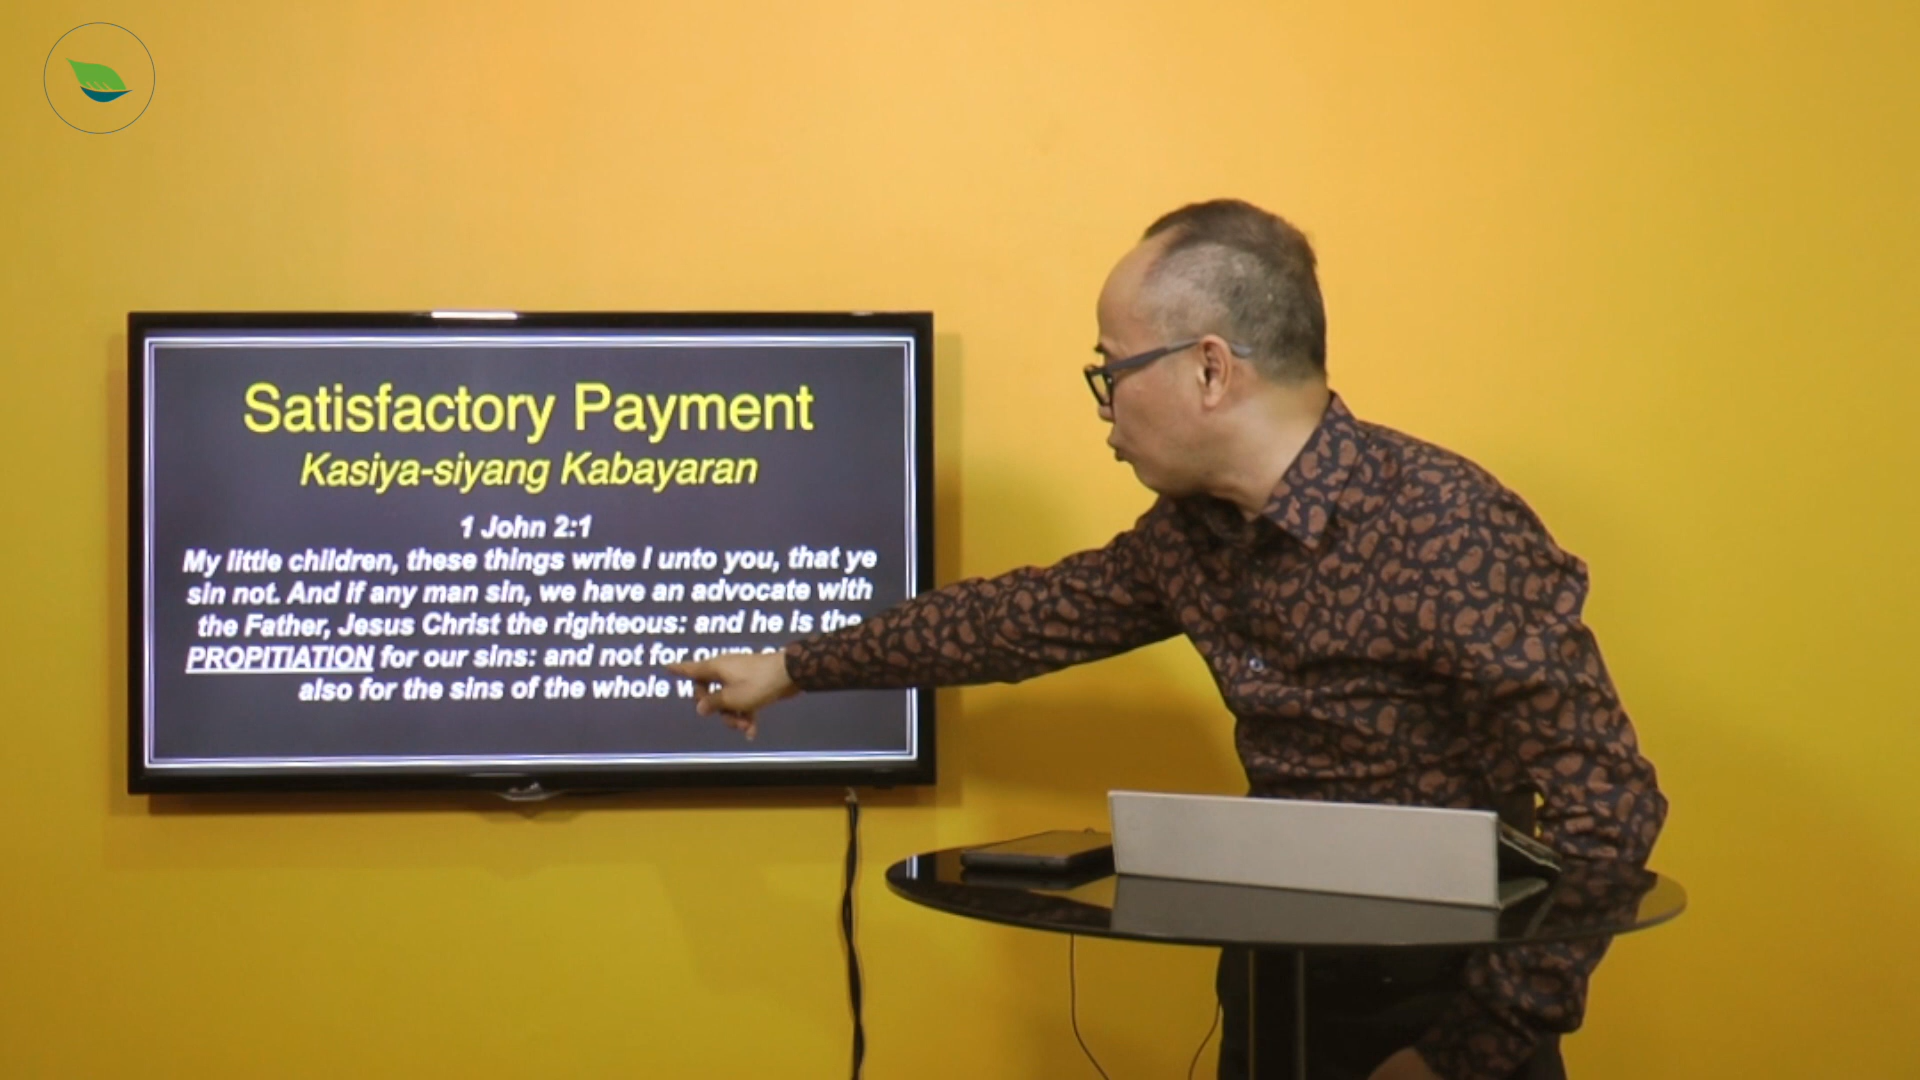 Satisfactory Payment
Kasiya-siyang Kabayaran
1 John 2:1
My little children, these things write I unto you, that ye
sin not. And if any man sin, we have an advocate with
the Father, Jesus Christ the righteous: and he is the
PROPITIATION for our sins: and not for ours
also for the sins of the whole